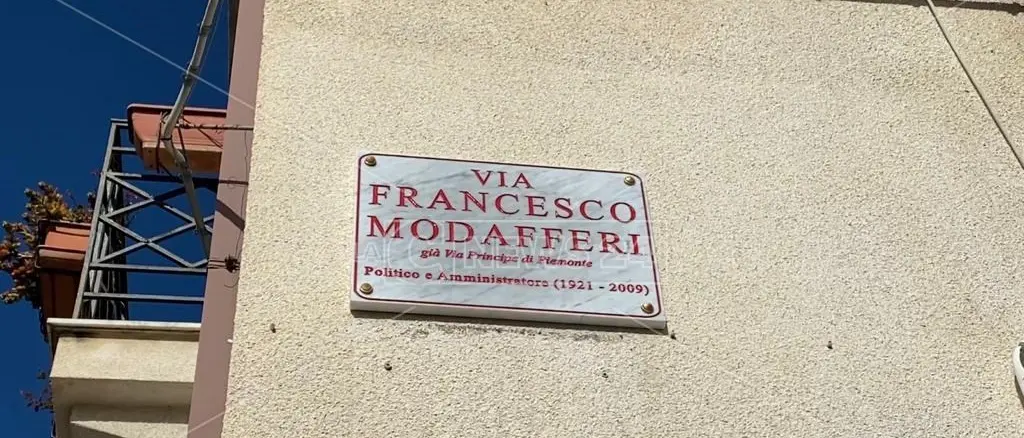 VIA
FRANCESCO
MODAFFERI
già Via Principe di Piemonte
Politico e Amministratore (1921 - 2009)